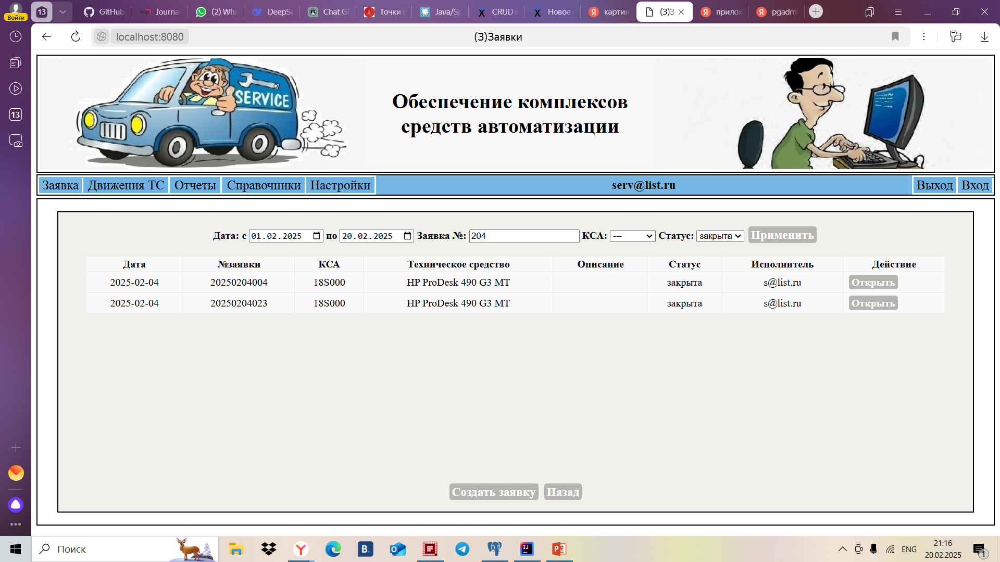 13
GitHub
Journa
(2) Wha
DeepSe
Chat G
Точки в
Java/Sp
CRUD
Новое
картин
(3)З
прилож
pgadmi
Войти
localhost:8080
(3)Заявки
13
SERVICE
Обеспечение комплексов
средств автоматизации
Заявка Движения ТС Отчеты Справочники Настройки serv@list.ru Выход Вход
Дата: с 01.02.2025 по 20.02.2025 Заявка №: 204 КСА: --- Статус: закрыта Применить
Дата №заявки КСА Техническое средство Описание Статус Исполнитель Действие
2025-02-04 20250204004 18S000 HP ProDesk 490 G3 MT закрыта s@list.ru Открыть
2025-02-04 20250204023 18S000 HP ProDesk 490 G3 MT закрыта s@list.ru Открыть
Создать заявку Назад
Поиск
B.
IJ
P
ENG
21:16
20.02.2025
1